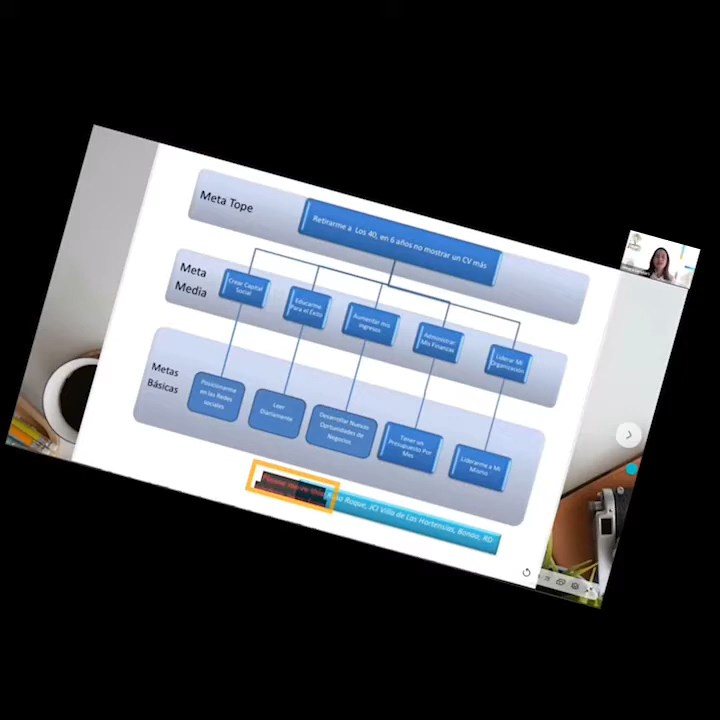 Meta Tope
Retirarme a Los 40, en 6 años no mostrar un CV más
Meta
Media
Crear Capital
Social
Educarme
Para el Exito
Aumentar mis
ingresos
Administrar
Mis Finanzas
Liderar Mi
Organización
Metas
Básicas
Posicionarme
en las Redes
sociales
Leer
Diariamente
Desarrollar Nuevas
Oportunidades de
Negocios
Tener un
Presupuesto Por
Mes
Liderarme a Mi
Mismo
Roque, JCI Villa de Las Hortensias, Bonao, RD